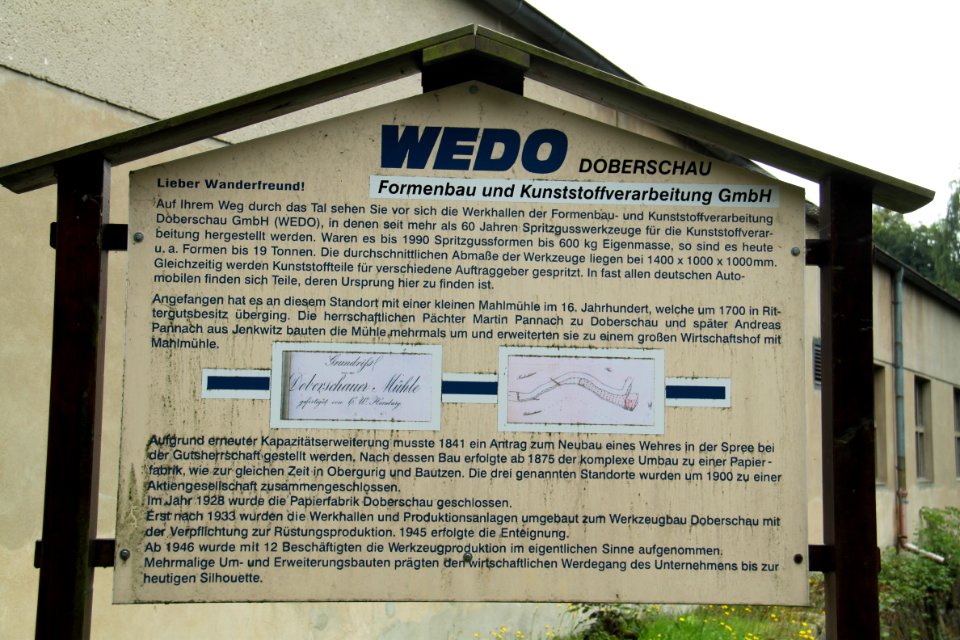 WEDO DOBERSCHAU
Formenbau und Kunststoffverarbeitung GmbH
Lieber Wanderfreund!
Auf Ihrem Weg durch das Tal sehen Sie vor sich die Werkhallen der Formenbau- und Kunststoffverarbeitung
Doberschau GmbH (WEDO), in denen seit mehr als 60 Jahren Spritzgusswerkzeuge für die Kunststoffverar-
beitung hergestellt werden. Waren es bis 1990 Spritzgussformen bis 600 kg Eigenmasse, so sind es heute
u. a. Formen bis 19 Tonnen. Die durchschnittlichen Abmaße der Werkzeuge liegen bei 1400 x 1000 x 1000mm.
Gleichzeitig werden Kunststoffteile für verschiedene Auftraggeber gespritzt. In fast allen deutschen Auto-
mobilen finden sich Teile, deren Ursprung hier zu finden ist.
Angefangen hat es an diesem Standort mit einer kleinen Mahlmühle im 16. Jahrhundert, welche um 1700 in Rit-
tergutsbesitz überging. Die herrschaftlichen Pächter Martin Pannach zu Doberschau und später Andreas
Pannach aus Jenkwitz bauten die Mühle mehrmals um und erweiterten sie zu einem großen Wirtschaftshof mit
Mahlmühle.
Grundriß
Doberschauer Mühle
gefertigt von C. W.
Aufgrund erneuter Kapazitätserweiterung musste 1841 ein Antrag zum Neubau eines Wehres in der Spree bei
der Gutsherrschaft gestellt werden. Nach dessen Bau erfolgte ab 1875 der komplexe Umbau zu einer Papier-
fabrik, wie zur gleichen Zeit in Obergurig und Bautzen. Die drei genannten Standorte wurden um 1900 zu einer
Aktiengesellschaft zusammengeschlossen.
Im Jahr 1928 wurde die Papierfabrik Doberschau geschlossen.
Erst nach 1933 wurden die Werkhallen und Produktionsanlagen umgebaut zum Werkzeugbau Doberschau mit
der Verpflichtung zur Rüstungsproduktion. 1945 erfolgte die Enteignung.
Ab 1946 wurde mit 12 Beschäftigten die Werkzeugproduktion im eigentlichen Sinne aufgenommen.
Mehrmalige Um- und Erweiterungsbauten prägten den wirtschaftlichen Werdegang des Unternehmens bis zur
heutigen Silhouette.